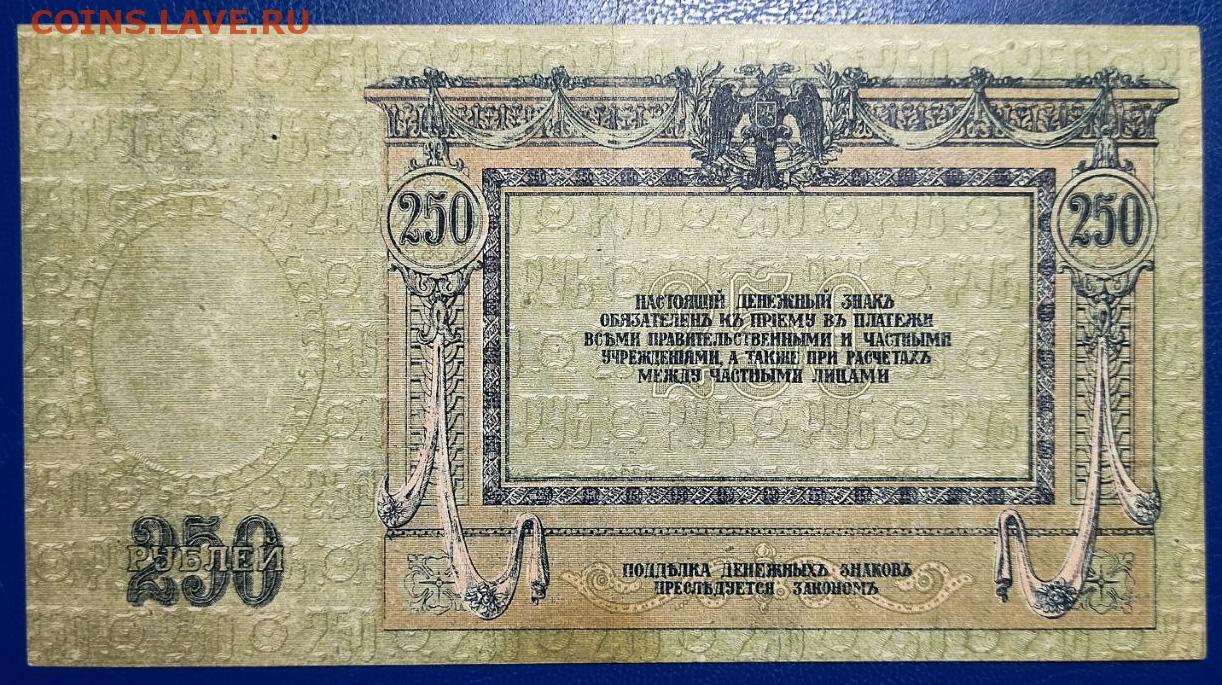 COINS.LAVE.RU
250
250
НАСТОЯЩІЙ ДЕНЕЖНЫЙ ЗНАКЪ
ОБЯЗАТЕЛЕНЪ КЪ ПРІЕМУ ВЪ ПЛАТЕЖИ
ВСѢМИ ПРАВИТЕЛЬСТВЕННЫМИ И ЧАСТНЫМИ
УЧРЕЖДЕНІЯМИ, А ТАКЖЕ ПРИ РАСЧЕТАХЪ
МЕЖДУ ЧАСТНЫМИ ЛИЦАМИ
250
250
РУБЛЕЙ
ПОДДѢЛКА ДЕНЕЖНЫХЪ ЗНАКОВЪ
ПРЕСЛѢДУЕТСЯ ЗАКОНОМЪ